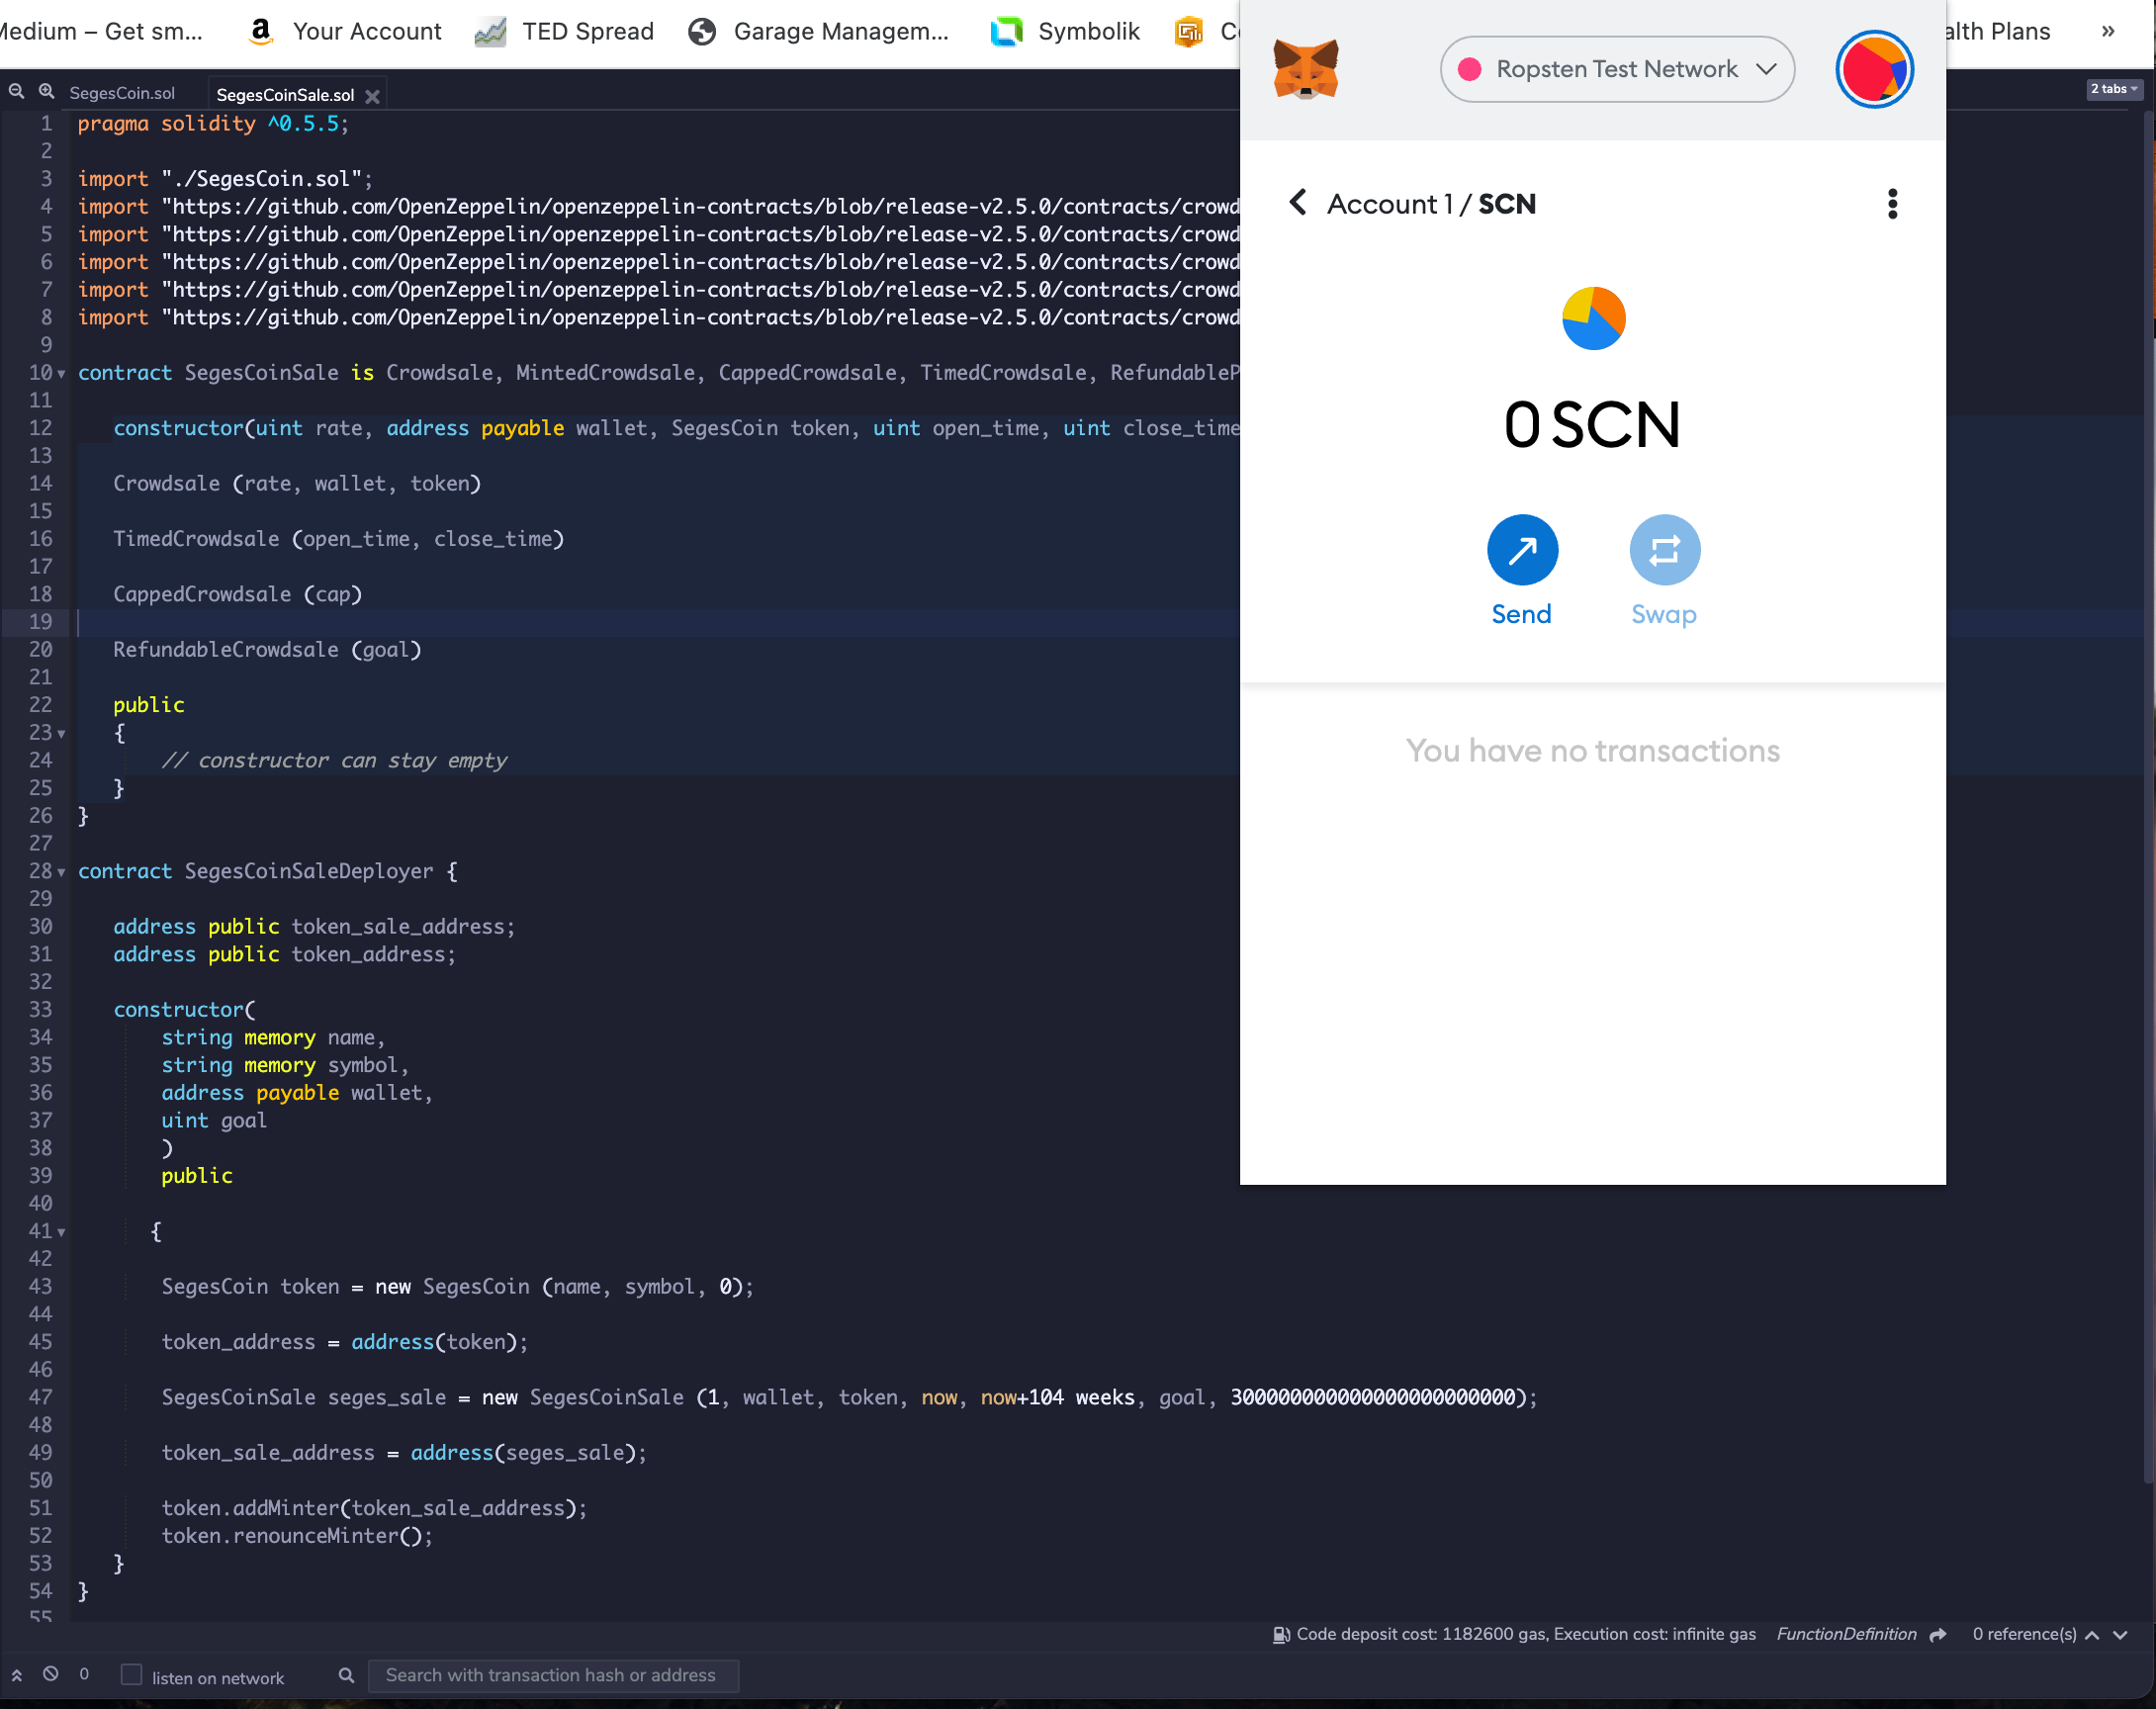 Medium – Get sm... Your Account TED Spread Garage Managem... Symbolik alth Plans »
SegesCoin.sol SegesCoinSale.sol 2 tabs
1 pragma solidity ^0.5.5;
2
3 import "./SegesCoin.sol";
4 import "https://github.com/OpenZeppelin/openzeppelin-contracts/blob/release-v2.5.0/contracts/crowd
5 import "https://github.com/OpenZeppelin/openzeppelin-contracts/blob/release-v2.5.0/contracts/crowd
6 import "https://github.com/OpenZeppelin/openzeppelin-contracts/blob/release-v2.5.0/contracts/crowd
7 import "https://github.com/OpenZeppelin/openzeppelin-contracts/blob/release-v2.5.0/contracts/crowd
8 import "https://github.com/OpenZeppelin/openzeppelin-contracts/blob/release-v2.5.0/contracts/crowd
9
10 contract SegesCoinSale is Crowdsale, MintedCrowdsale, CappedCrowdsale, TimedCrowdsale, RefundableP
11
12 constructor(uint rate, address payable wallet, SegesCoin token, uint open_time, uint close_time
13
14 Crowdsale (rate, wallet, token)
15
16 TimedCrowdsale (open_time, close_time)
17
18 CappedCrowdsale (cap)
19
20 RefundableCrowdsale (goal)
21
22 public
23 {
24 // constructor can stay empty
25 }
26 }
27
28 contract SegesCoinSaleDeployer {
29
30 address public token_sale_address;
31 address public token_address;
32
33 constructor(
34 string memory name,
35 string memory symbol,
36 address payable wallet,
37 uint goal
38 )
39 public
40
41 {
42
43 SegesCoin token = new SegesCoin (name, symbol, 0);
44
45 token_address = address(token);
46
47 SegesCoinSale seges_sale = new SegesCoinSale (1, wallet, token, now, now+104 weeks, goal, 300000000000000000000000);
48
49 token_sale_address = address(seges_sale);
50
51 token.addMinter(token_sale_address);
52 token.renounceMinter();
53 }
54 }
55
Ropsten Test Network
Account 1 / SCN
0 SCN
Send Swap
You have no transactions
Code deposit cost: 1182600 gas, Execution cost: infinite gas FunctionDefinition 0 reference(s)
0 listen on network Search with transaction hash or address